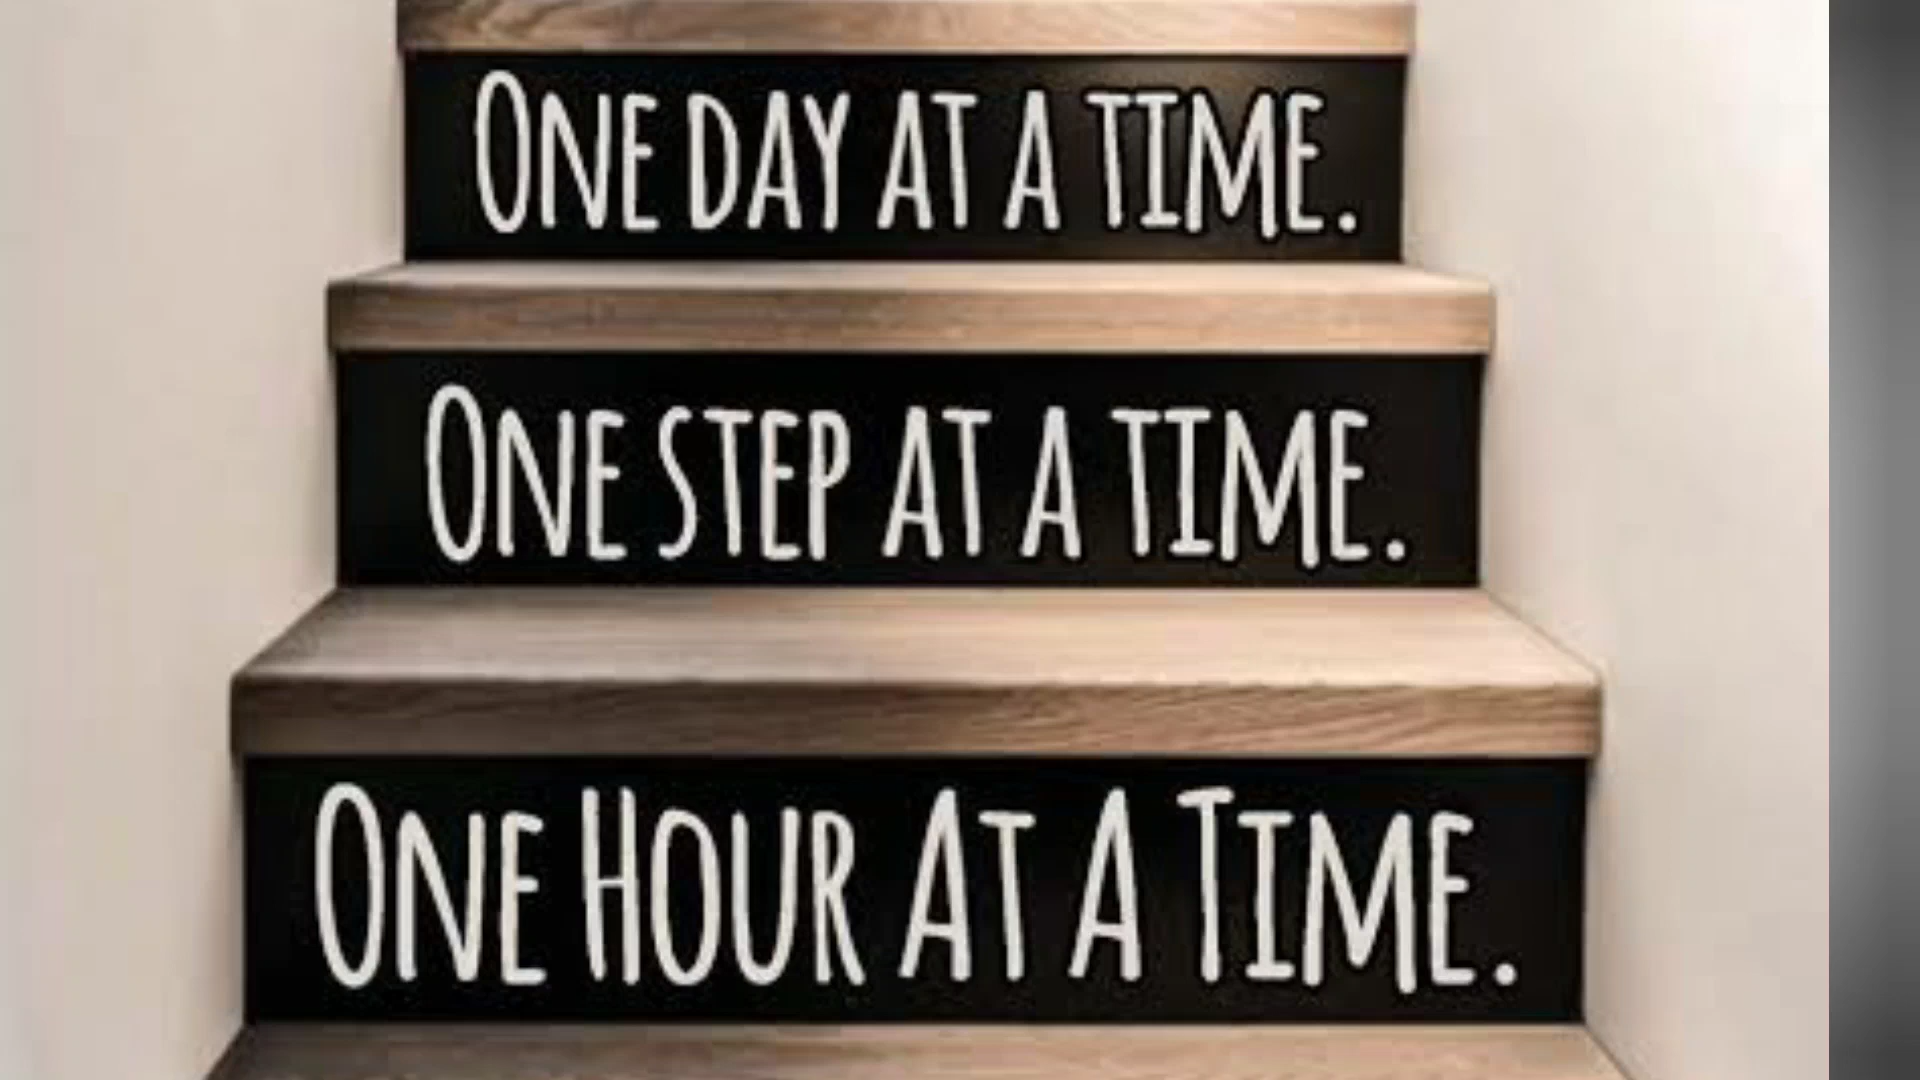 One day at a time.
One step at a time.
One Hour At A Time.